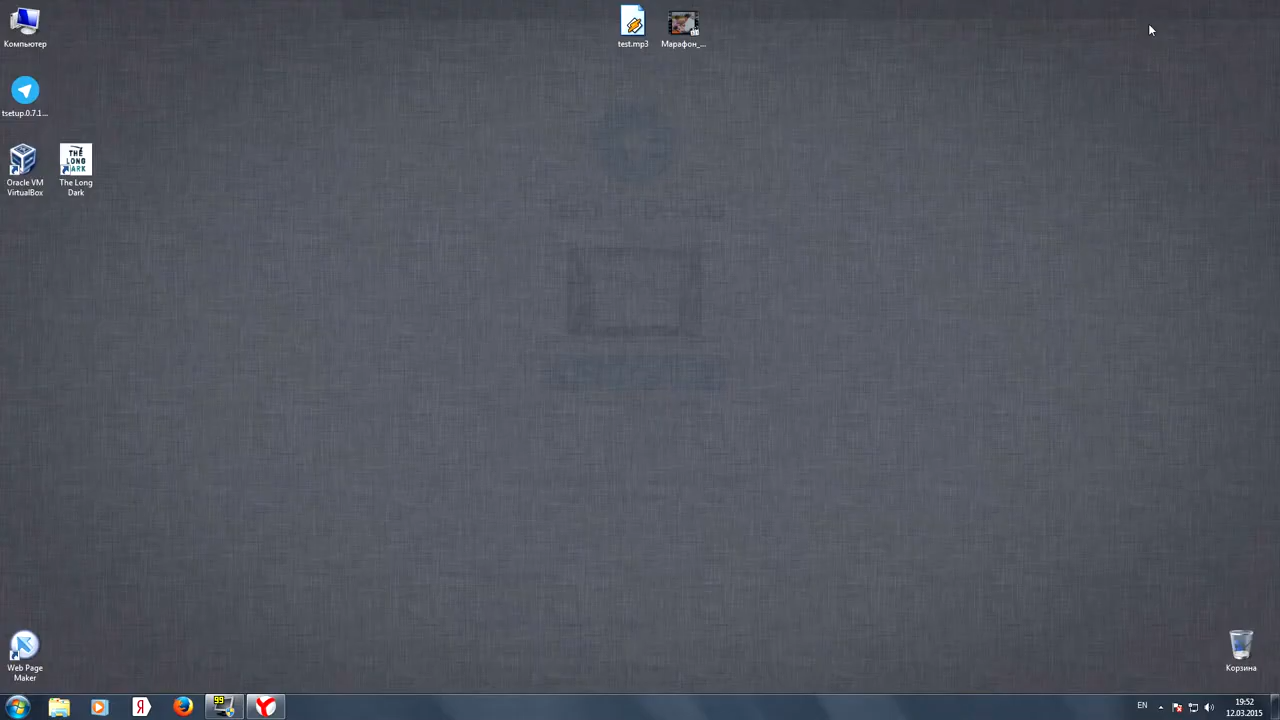 Компьютер
test.mp3
Марафон_...
tsetup.0.7.1...
Oracle VM
VirtualBox
THE
LONG
DARK
The Long
Dark
Web Page
Maker
Корзина
Я
99
EN
19:52
12.03.2015